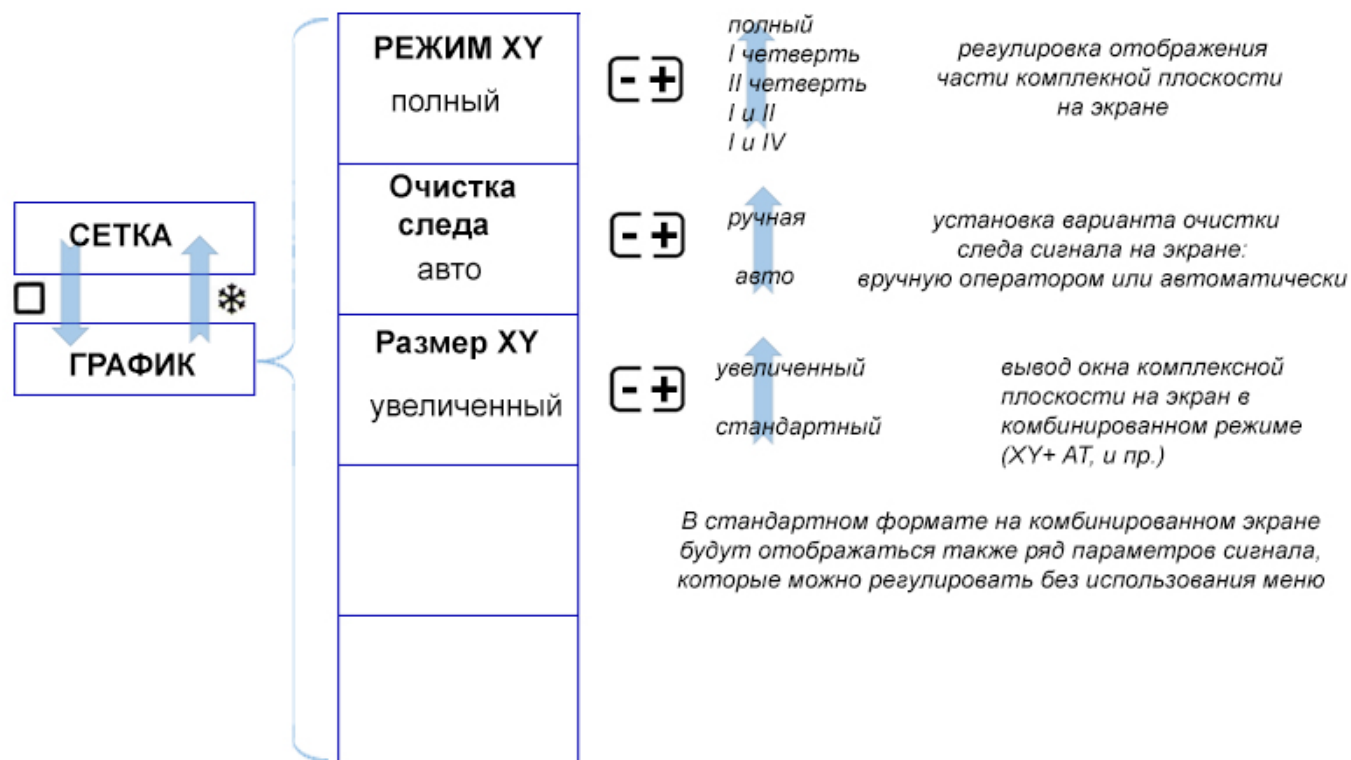 СЕТКА
ГРАФИК
РЕЖИМ XY
полный
- +
полный
I четверть
II четверть
I и II
I и IV
регулировка отображения
части комплекной плоскости
на экране
Очистка
следа
авто
- +
ручная
авто
установка варианта очистки
следа сигнала на экране:
вручную оператором или автоматически
Размер XY
увеличенный
- +
увеличенный
стандартный
вывод окна комплексной
плоскости на экран в
комбинированном режиме
(XY+ AT, и пр.)
В стандартном формате на комбинированном экране
будут отображаться также ряд параметров сигнала,
которые можно регулировать без использования меню